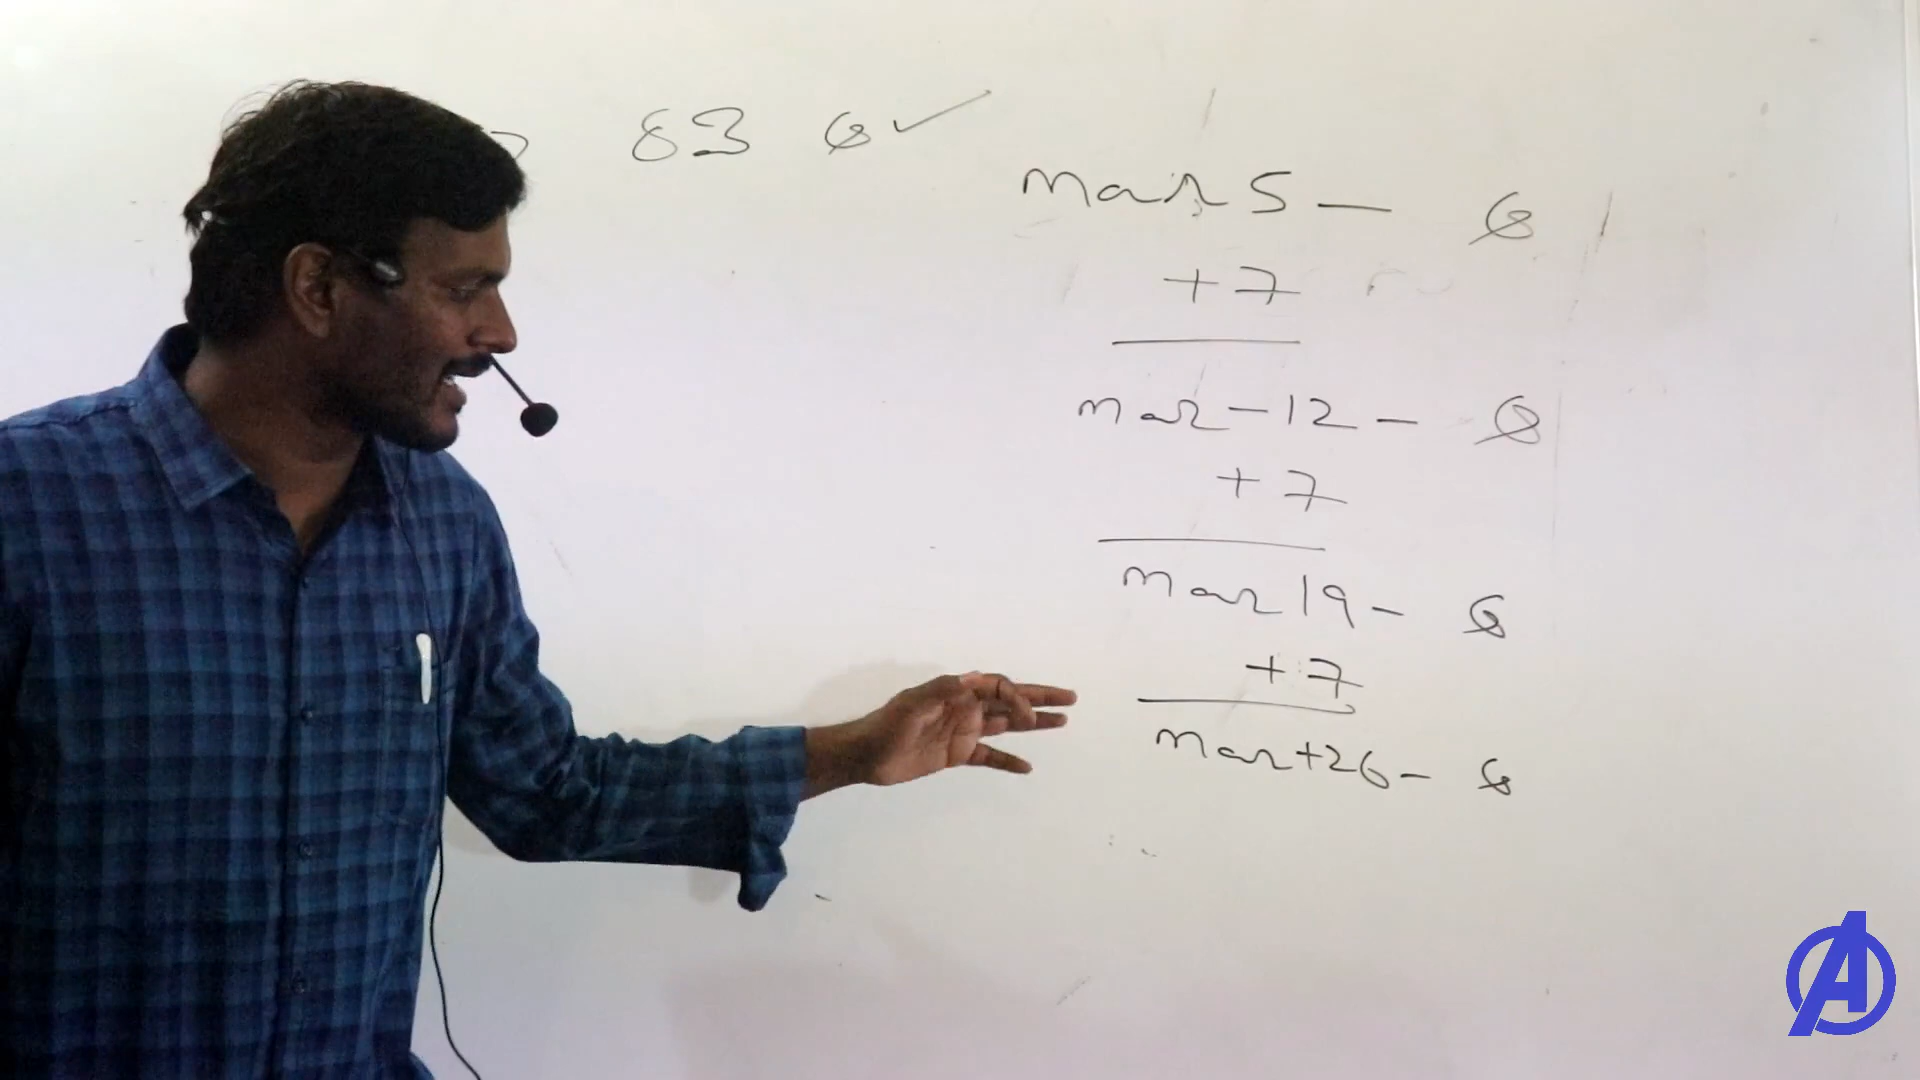 83 ✓
mar 5 —
+7
mar - 12 -
+7
mar 19 -
+7
mar +26 -
A